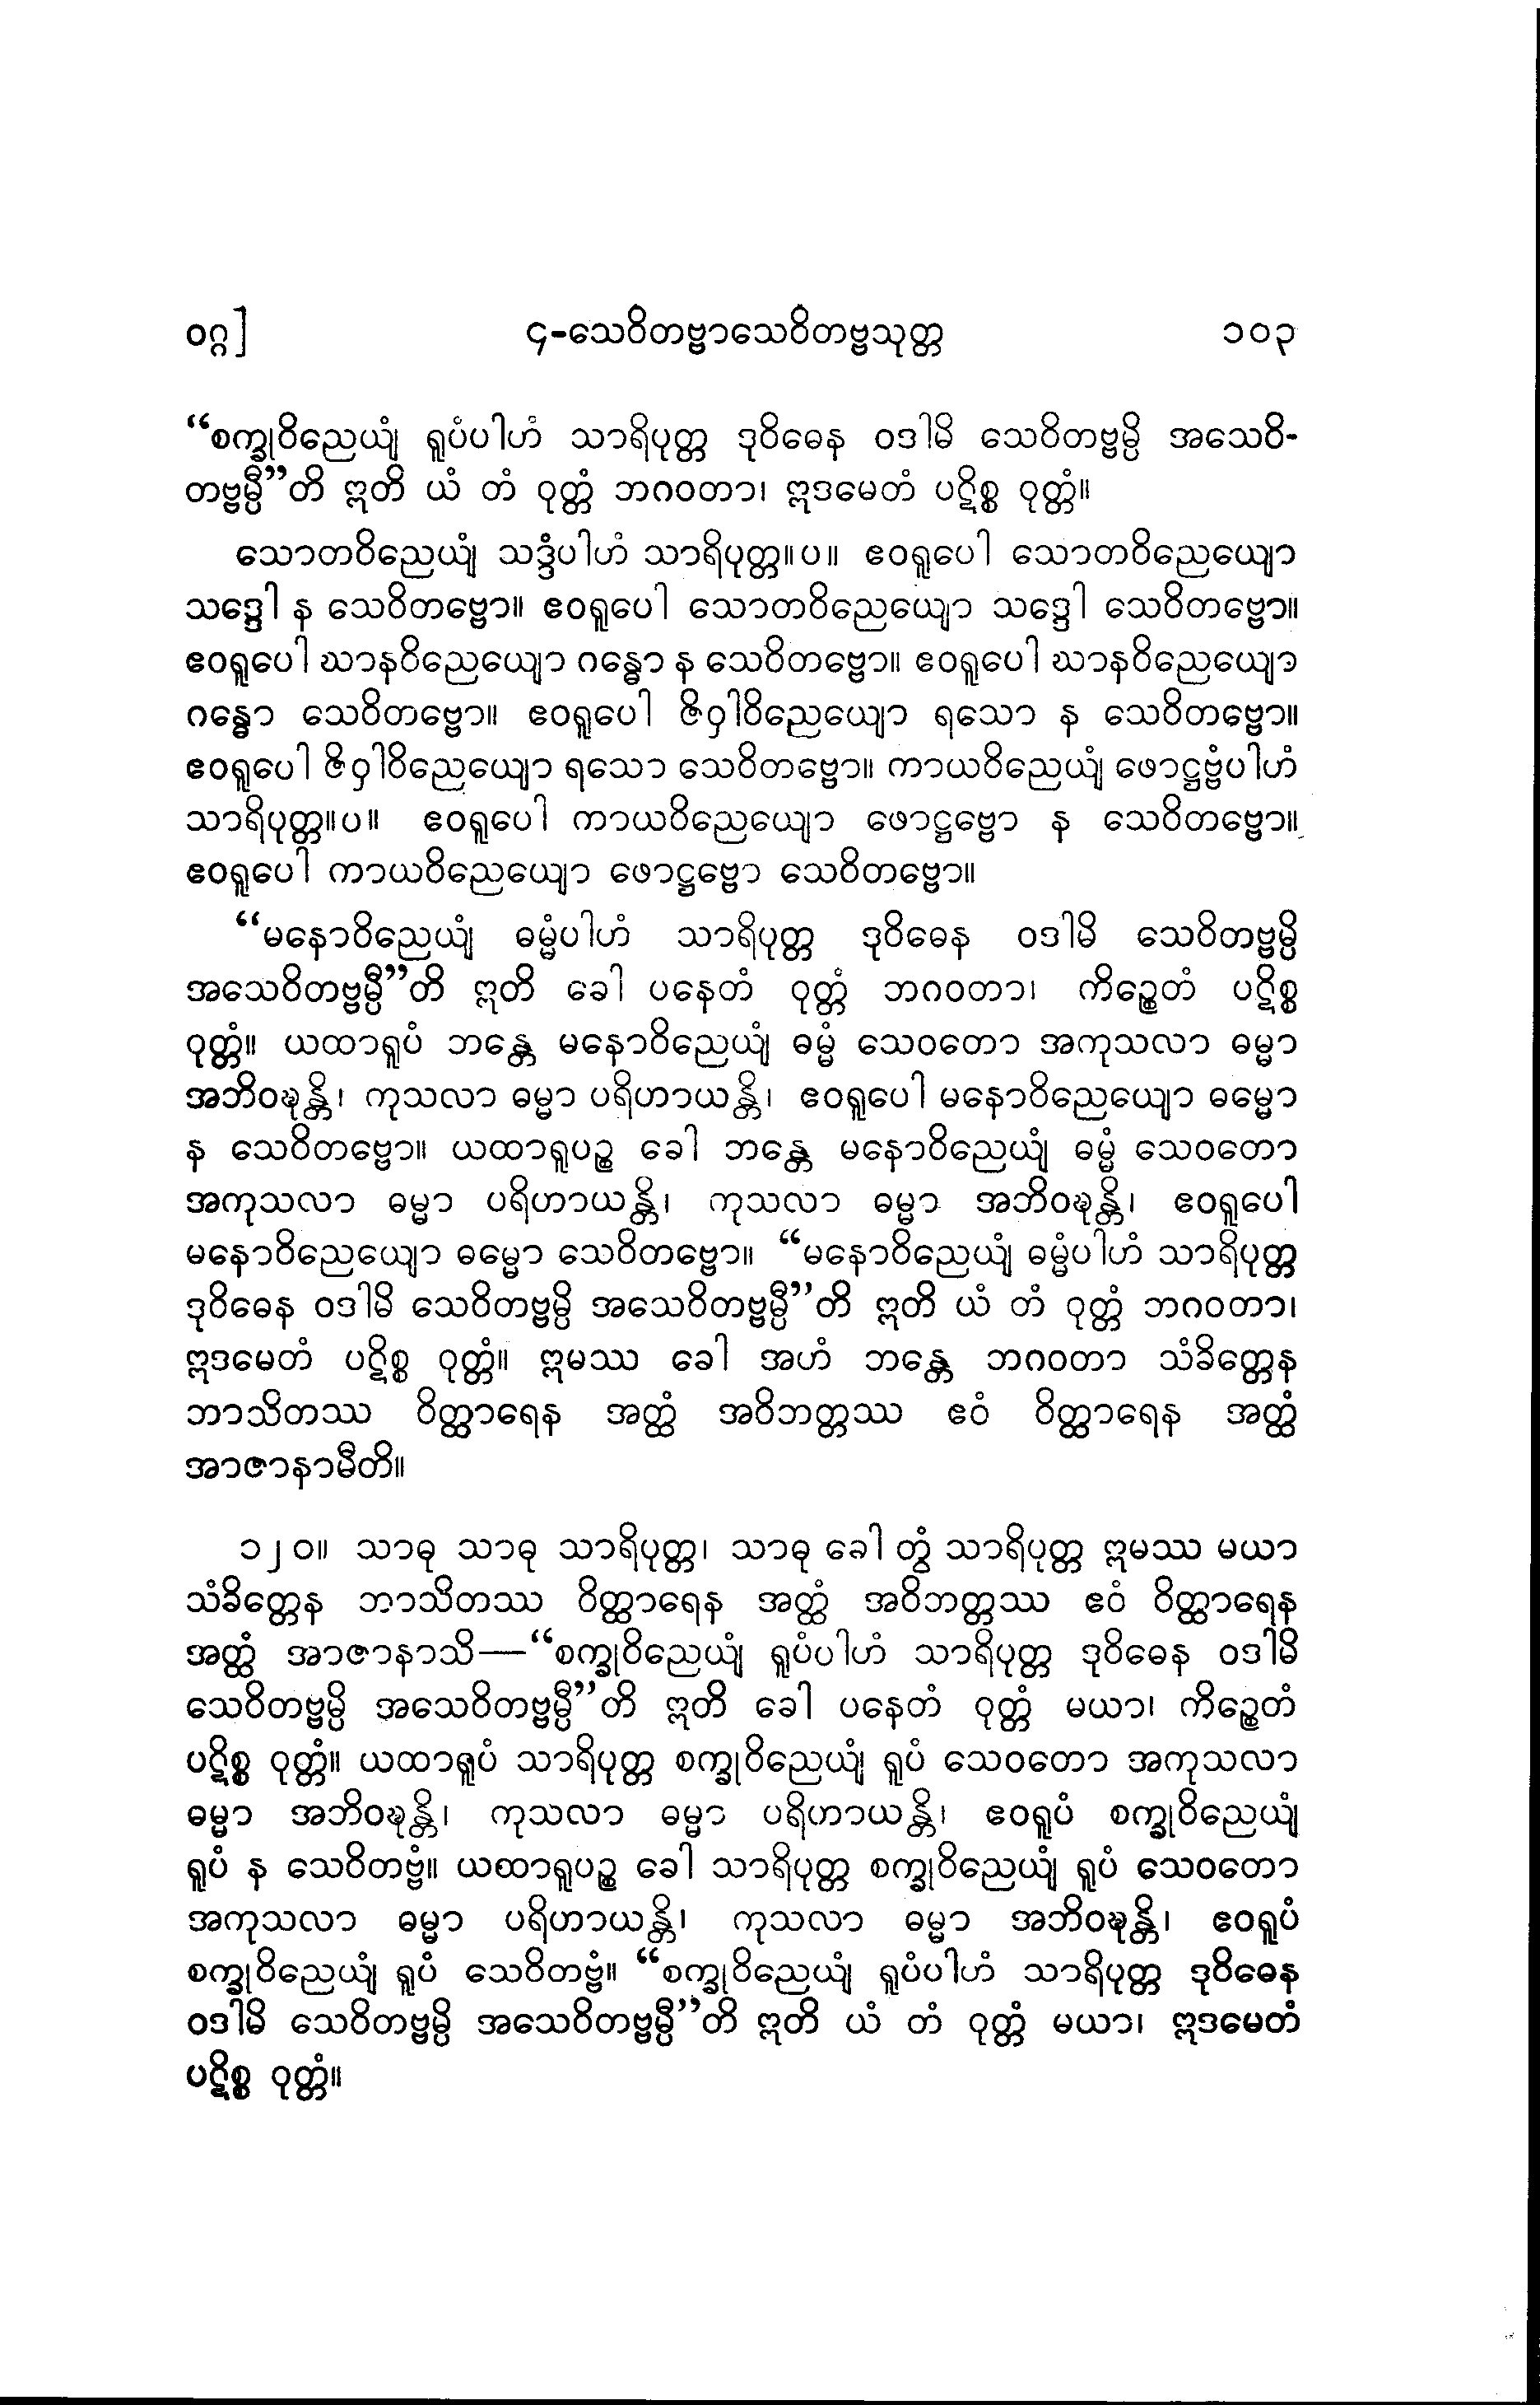 ဝဂ္ဂ] ၄-သေဝိတဗ္ဗာသေဝိတဗ္ဗသုတ္တ ၁၀၃
“စက္ခုဝိညေယျံ ရူပံပါဟံ သာရိပုတ္တ ဒုဝိဓေန ဝဒါမိ သေဝိတဗ္ဗမ္ပိ အသေဝိ-
တဗ္ဗမ္ပီ”တိ ဣတိ ယံ တံ ဝုတ္တံ ဘဂဝတာ၊ ဣဒမေတံ ပဋိစ္စ ဝုတ္တံ။
သောတဝိညေယျံ သဒ္ဒံပါဟံ သာရိပုတ္တ။ပ။ ဧဝရူပေါ သောတဝိညေယျော
သဒ္ဒေါ န သေဝိတဗ္ဗော။ ဧဝရူပေါ သောတဝိညေယျော သဒ္ဒေါ သေဝိတဗ္ဗော။
ဧဝရူပေါ ဃာနဝိညေယျော ဂန္ဓော န သေဝိတဗ္ဗော။ ဧဝရူပေါ ဃာနဝိညေယျော
ဂန္ဓော သေဝိတဗ္ဗော။ ဧဝရူပေါ ဇိဝှါဝိညေယျော ရသော န သေဝိတဗ္ဗော။
ဧဝရူပေါ ဇိဝှါဝိညေယျော ရသော သေဝိတဗ္ဗော။ ကာယဝိညေယျံ ဖောဋ္ဌဗ္ဗံပါဟံ
သာရိပုတ္တ။ပ။ ဧဝရူပေါ ကာယဝိညေယျော ဖောဋ္ဌဗ္ဗော န သေဝိတဗ္ဗော။
ဧဝရူပေါ ကာယဝိညေယျော ဖောဋ္ဌဗ္ဗော သေဝိတဗ္ဗော။
“မနောဝိညေယျံ ဓမ္မံပါဟံ သာရိပုတ္တ ဒုဝိဓေန ဝဒါမိ သေဝိတဗ္ဗမ္ပိ
အသေဝိတဗ္ဗမ္ပီ”တိ ဣတိ ခေါ ပနေတံ ဝုတ္တံ ဘဂဝတာ၊ ကိဉ္စေတံ ပဋိစ္စ
ဝုတ္တံ။ ယထာရူပံ ဘန္တေ မနောဝိညေယျံ ဓမ္မံ သေဝတော အကုသလာ ဓမ္မာ
အဘိဝဍ္ဎန္တိ၊ ကုသလာ ဓမ္မာ ပရိဟာယန္တိ၊ ဧဝရူပေါ မနောဝိညေယျော ဓမ္မော
န သေဝိတဗ္ဗော။ ယထာရူပဉ္စ ခေါ ဘန္တေ မနောဝိညေယျံ ဓမ္မံ သေဝတော
အကုသလာ ဓမ္မာ ပရိဟာယန္တိ၊ ကုသလာ ဓမ္မာ အဘိဝဍ္ဎန္တိ၊ ဧဝရူပေါ
မနောဝိညေယျော ဓမ္မော သေဝိတဗ္ဗော။ “မနောဝိညေယျံ ဓမ္မံပါဟံ သာရိပုတ္တ
ဒုဝိဓေန ဝဒါမိ သေဝိတဗ္ဗမ္ပိ အသေဝိတဗ္ဗမ္ပီ”တိ ဣတိ ယံ တံ ဝုတ္တံ ဘဂဝတာ၊
ဣဒမေတံ ပဋိစ္စ ဝုတ္တံ။ ဣမဿ ခေါ အဟံ ဘန္တေ ဘဂဝတာ သံခိတ္တေန
ဘာသိတဿ ဝိတ္ထာရေန အတ္ထံ အဝိဘတ္တဿ ဧဝံ ဝိတ္ထာရေန အတ္ထံ
အာဇာနာမီတိ။
၁၂၀။ သာဓု သာဓု သာရိပုတ္တ၊ သာဓု ခေါ တွံ သာရိပုတ္တ ဣမဿ မယာ
သံခိတ္တေန ဘာသိတဿ ဝိတ္ထာရေန အတ္ထံ အဝိဘတ္တဿ ဧဝံ ဝိတ္ထာရေန
အတ္ထံ အာဇာနာသိ—“စက္ခုဝိညေယျံ ရူပံပါဟံ သာရိပုတ္တ ဒုဝိဓေန ဝဒါမိ
သေဝိတဗ္ဗမ္ပိ အသေဝိတဗ္ဗမ္ပီ”တိ ဣတိ ခေါ ပနေတံ ဝုတ္တံ မယာ၊ ကိဉ္စေတံ
ပဋိစ္စ ဝုတ္တံ။ ယထာရူပံ သာရိပုတ္တ စက္ခုဝိညေယျံ ရူပံ သေဝတော အကုသလာ
ဓမ္မာ အဘိဝဍ္ဎန္တိ၊ ကုသလာ ဓမ္မာ ပရိဟာယန္တိ၊ ဧဝရူပံ စက္ခုဝိညေယျံ
ရူပံ န သေဝိတဗ္ဗံ။ ယထာရူပဉ္စ ခေါ သာရိပုတ္တ စက္ခုဝိညေယျံ ရူပံ သေဝတော
အကုသလာ ဓမ္မာ ပရိဟာယန္တိ၊ ကုသလာ ဓမ္မာ အဘိဝဍ္ဎန္တိ၊ ဧဝရူပံ
စက္ခုဝိညေယျံ ရူပံ သေဝိတဗ္ဗံ။ “စက္ခုဝိညေယျံ ရူပံပါဟံ သာရိပုတ္တ ဒုဝိဓေန
ဝဒါမိ သေဝိတဗ္ဗမ္ပိ အသေဝိတဗ္ဗမ္ပီ”တိ ဣတိ ယံ တံ ဝုတ္တံ မယာ၊ ဣဒမေတံ
ပဋိစ္စ ဝုတ္တံ။